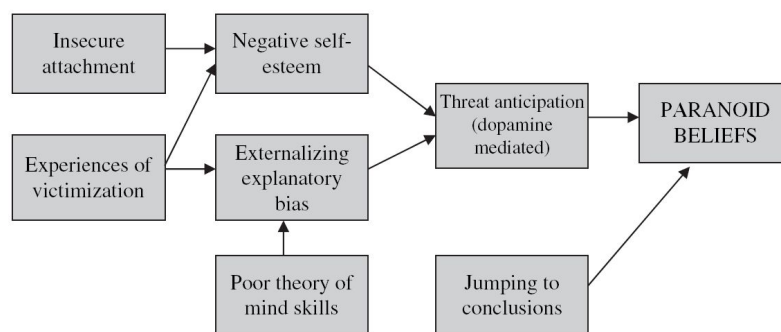 Insecure
attachment
Negative self-
esteem
Threat anticipation
(dopamine
mediated)
PARANOID
BELIEFS
Experiences of
victimization
Externalizing
explanatory
bias
Poor theory of
mind skills
Jumping to
conclusions